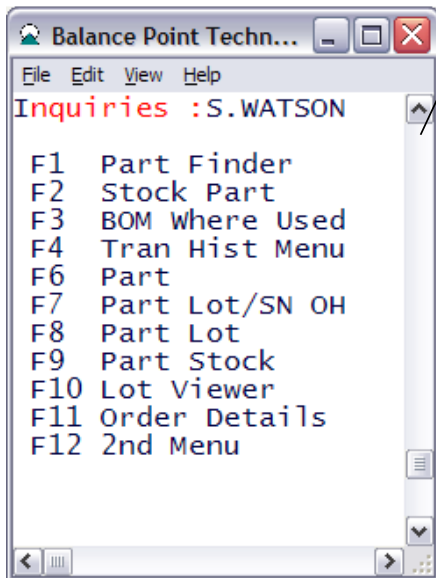 Balance Point Techn...
File Edit View Help
Inquiries :S.WATSON
F1 Part Finder
F2 Stock Part
F3 BOM Where Used
F4 Tran Hist Menu
F6 Part
F7 Part Lot/SN OH
F8 Part Lot
F9 Part Stock
F10 Lot Viewer
F11 Order Details
F12 2nd Menu